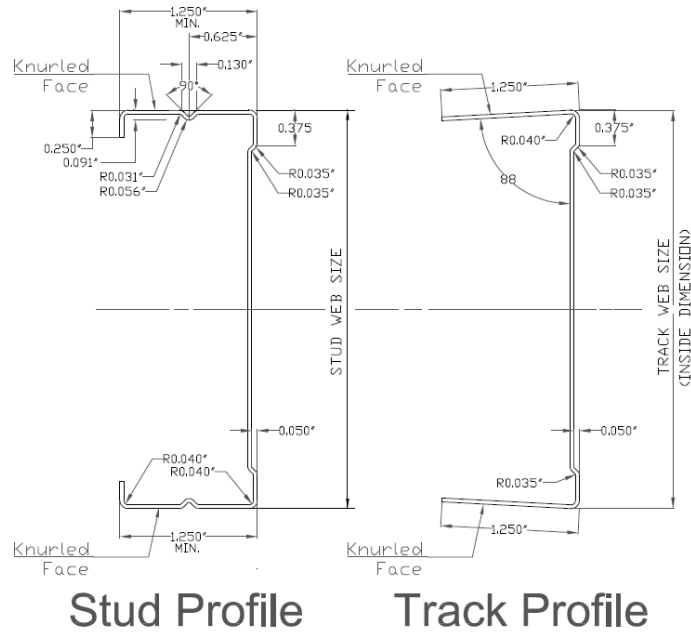 1.250"
MIN.
0.625"
0.130"
90°
Knurled
Face
0.250"
0.091"
R0.031"
R0.056"
0.375
R0.035"
R0.035"
STUD WEB SIZE
0.050"
R0.040"
R0.040"
Knurled
Face
1.250"
MIN.
Stud Profile
Knurled
Face
1.250"
R0.040"
0.375"
88
R0.035"
R0.035"
TRACK WEB SIZE
(INSIDE DIMENSION)
0.050"
R0.035"
Knurled
Face
1.250"
Track Profile